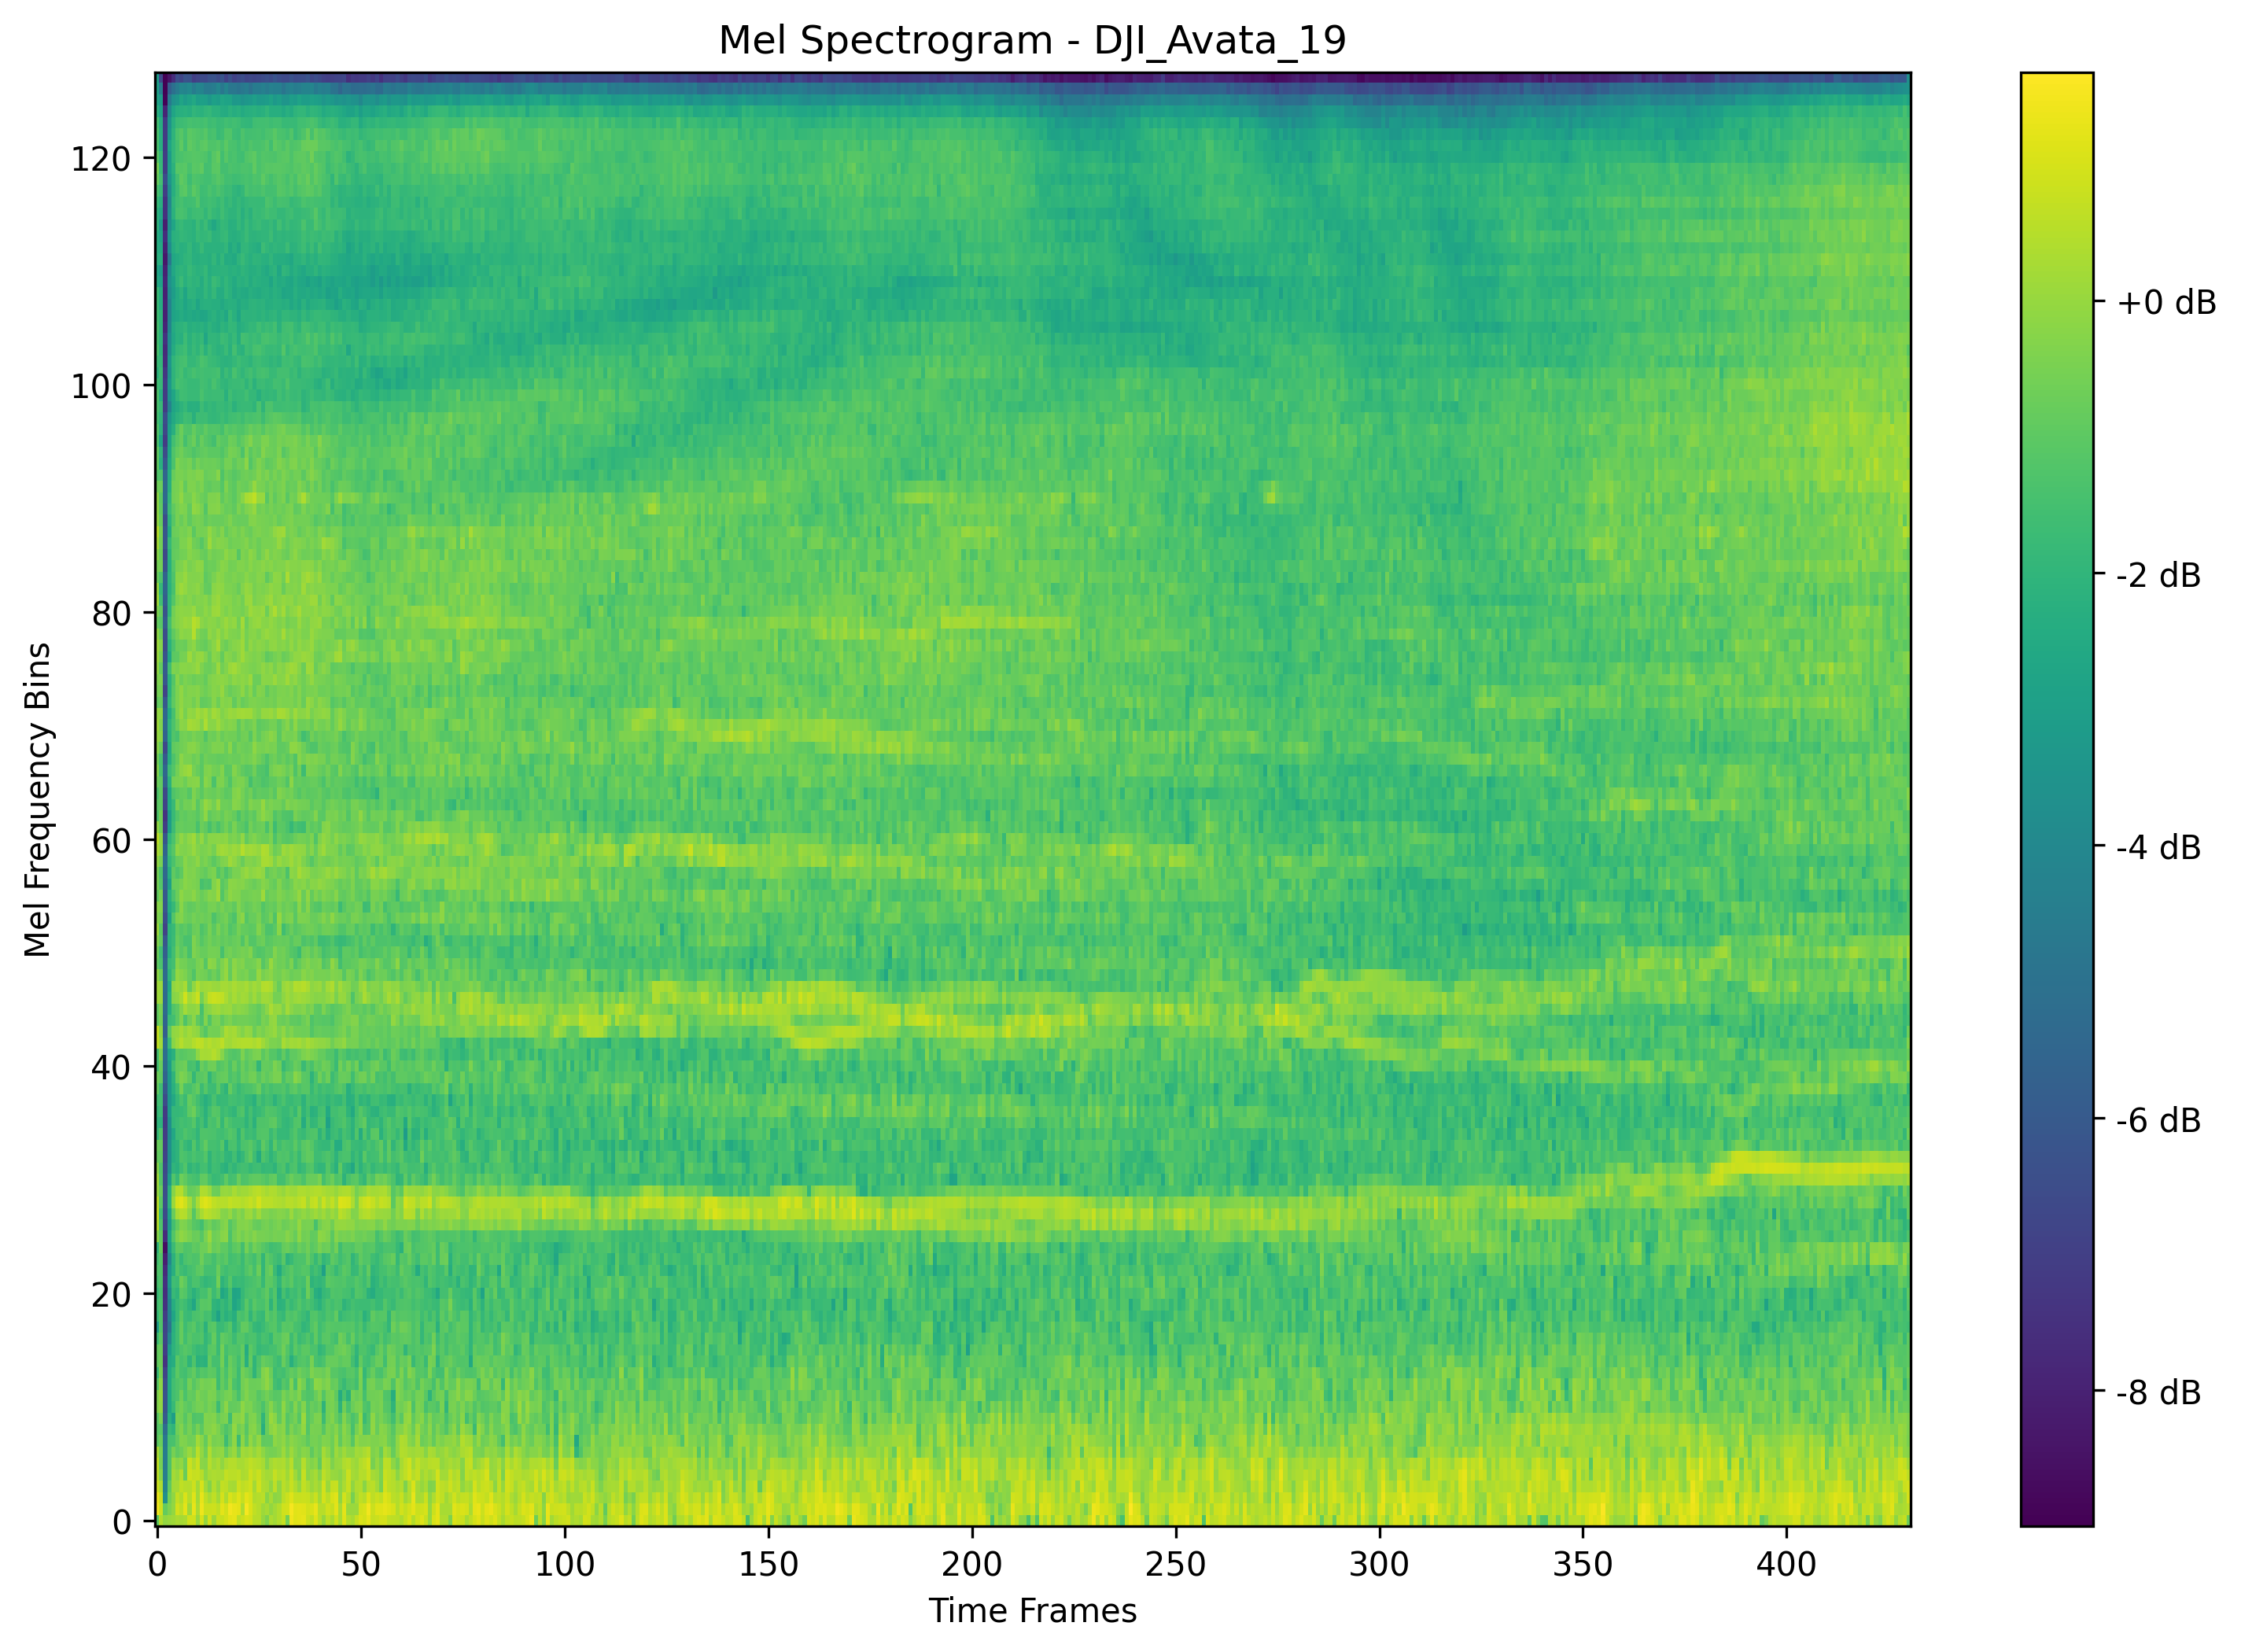 Mel Spectrogram - DJI_Avata_19
Mel Frequency Bins
120
100
80
60
40
20
0
0 50 100 150 200 250 300 350 400
Time Frames
+0 dB
-2 dB
-4 dB
-6 dB
-8 dB